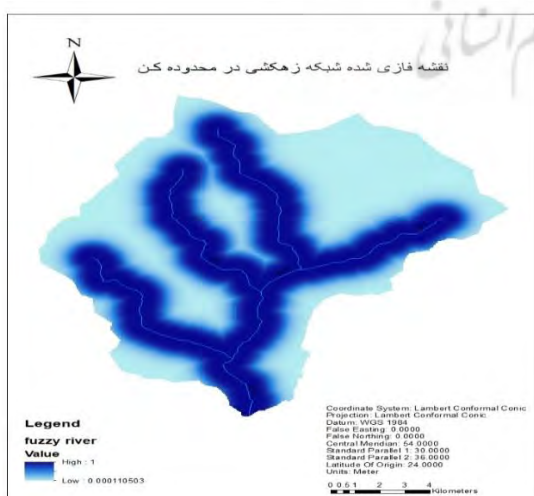 N
نقشه فازی شده شبکه زهکشی در محدوده کن
Legend
fuzzy river
Value
High : 1
Low : 0.000110503
Coordinate System: Lambert Conformal Conic
Projection: Lambert Conformal Conic
Datum: WGS 1984
False Easting: 0.0000
False Northing: 0.0000
Central Meridian: 54.0000
Standard Parallel 1: 30.0000
Standard Parallel 2: 36.0000
Latitude Of Origin: 24.0000
Units: Meter
0 0.5 1 2 3 4
Kilometers